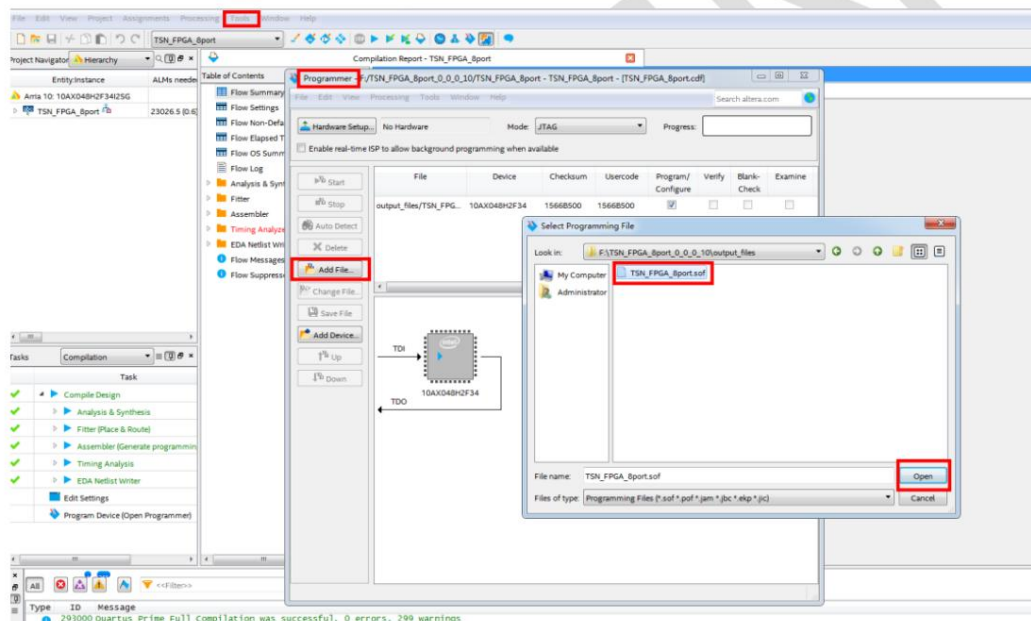 File Edit View Project Assignments Processing Tools Window Help
TSN_FPGA_8port
Project Navigator Hierarchy
Compilation Report - TSN_FPGA_8port
Entity:Instance ALMs neede
Arria 10: 10AX048H2F34I2SG
TSN_FPGA_8port 23026.5 (0.6)
Table of Contents
Flow Summary
Flow Settings
Flow Non-Defa
Flow Elapsed T
Flow OS Summ
Flow Log
Analysis & Synt
Fitter
Assembler
Timing Analyze
EDA Netlist Wri
Flow Messages
Flow Suppresse
Programmer - F:/TSN_FPGA_8port_0_0_0_10/TSN_FPGA_8port - TSN_FPGA_8port - [TSN_FPGA_8port.cdf]
File Edit View Processing Tools Window Help
Search altera.com
Hardware Setup... No Hardware Mode: JTAG Progress:
Enable real-time ISP to allow background programming when available
Start
Stop
Auto Detect
Delete
Add File...
Change File...
Save File
Add Device...
Up
Down
File Device Checksum Usercode Program/ Verify Blank- Examine
Configure Check
output_files/TSN_FPG... 10AX048H2F34 1566B500 1566B500
TDI
intel
10AX048H2F34
TDO
Select Programming File
Look in: F:\TSN_FPGA_8port_0_0_0_10\output_files
My Computer
Administrator
TSN_FPGA_8port.sof
File name: TSN_FPGA_8port.sof
Open
Files of type: Programming Files (*.sof *.pof *.jam *.jbc *.ekp *.jic)
Cancel
Tasks Compilation
Task
Compile Design
Analysis & Synthesis
Fitter (Place & Route)
Assembler (Generate programmin
Timing Analysis
EDA Netlist Writer
Edit Settings
Program Device (Open Programmer)
All <<Filter>>
Type ID Message
293000 Quartus Prime Full Compilation was successful. 0 errors, 299 warnings